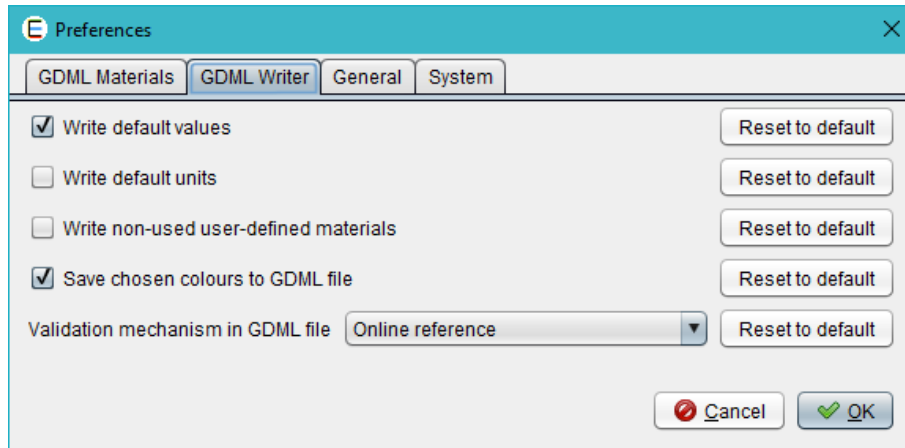 E Preferences
GDML Materials GDML Writer General System
Write default values Reset to default
Write default units Reset to default
Write non-used user-defined materials Reset to default
Save chosen colours to GDML file Reset to default
Validation mechanism in GDML file Online reference Reset to default
Cancel OK